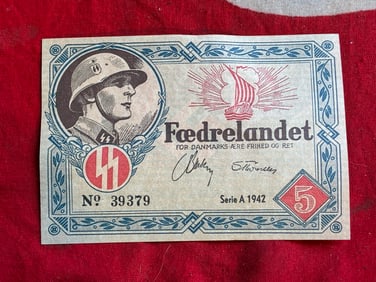 Fædrelandet
FOR DANMARKS ÆRE FRIHED OG RET
Serie A 1942
Nº 39379
5